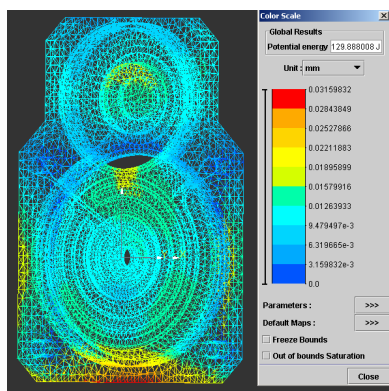 Color Scale
Global Results
Potential energy 129.888008 J
Unit : mm
0.03159832
0.02843849
0.02527866
0.02211883
0.01895899
0.01579916
0.01263933
9.479497e-3
6.319665e-3
3.159832e-3
0.0
Parameters : >>>
Default Maps : >>>
Freeze Bounds
Out of bounds Saturation
Close